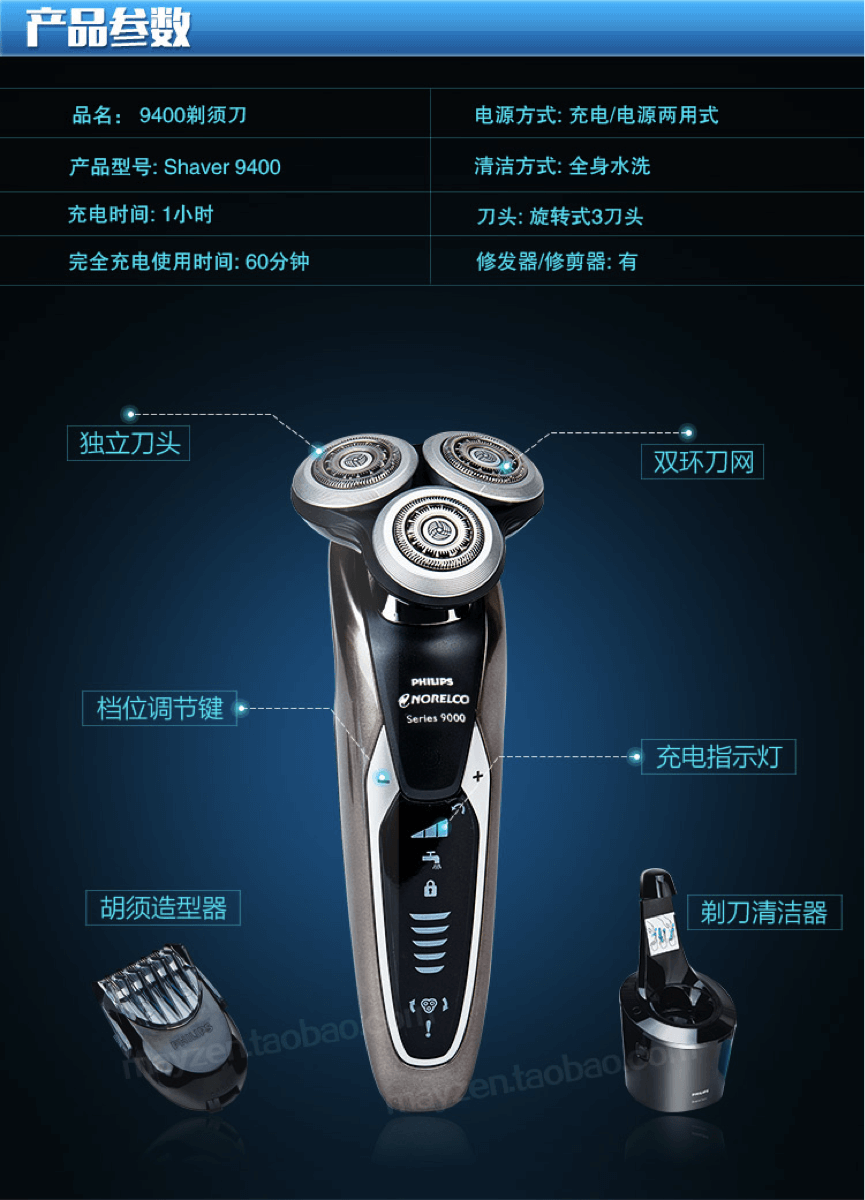 产品参数
品名： 9400剃须刀
电源方式: 充电/电源两用式
产品型号: Shaver 9400
清洁方式: 全身水洗
充电时间: 1小时
刀头: 旋转式3刀头
完全充电使用时间: 60分钟
修发器/修剪器: 有
独立刀头
双环刀网
PHILIPS
NORELCO
Series 9000
档位调节键
充电指示灯
- +
胡须造型器
剃刀清洁器
PHILIPS
mayzen.taobao.com
mayzen.taobao.com
PHILIPS